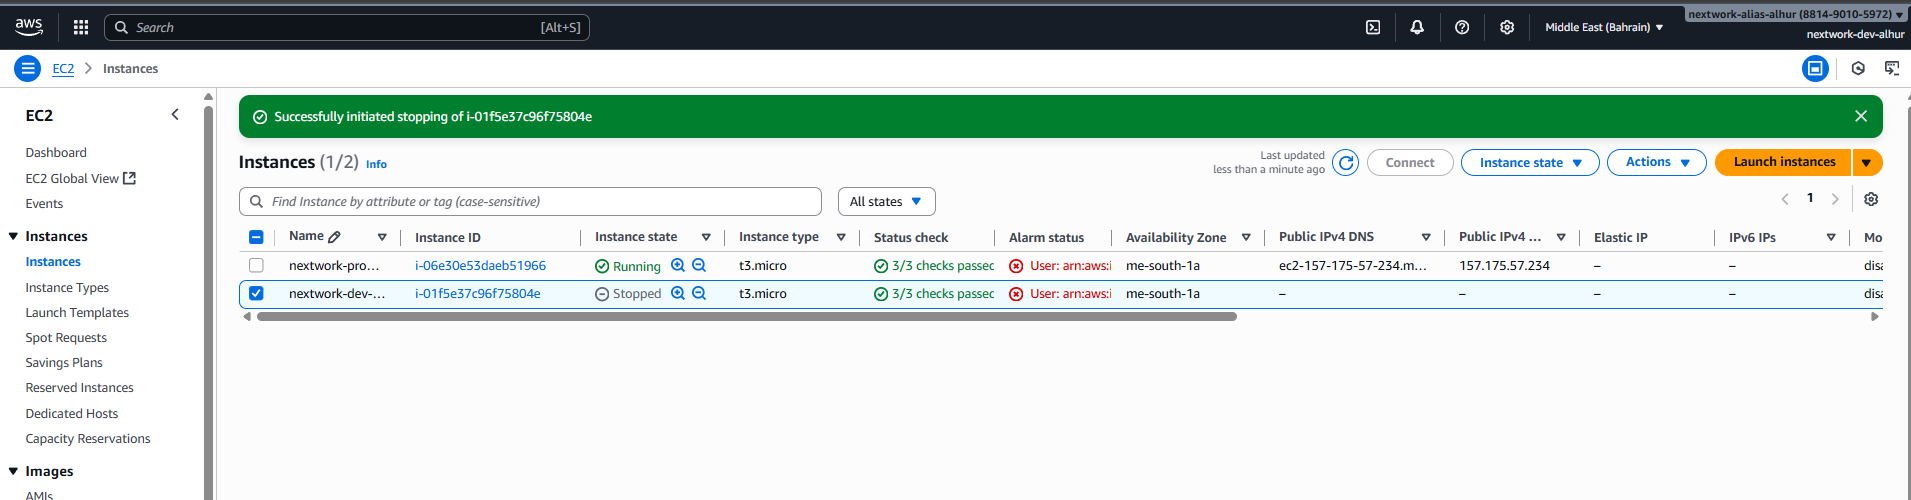 aws
Search [Alt+S]
Middle East (Bahrain)
nextwork-alias-alhur (8814-9010-5972)
nextwork-dev-alhur
EC2 Instances
EC2
Dashboard
EC2 Global View
Events
Instances
Instances
Instance Types
Launch Templates
Spot Requests
Savings Plans
Reserved Instances
Dedicated Hosts
Capacity Reservations
Images
AMIs
Successfully initiated stopping of i-01f5e37c96f75804e
Instances (1/2) Info
Last updated
less than a minute ago
Connect Instance state Actions Launch instances
Find Instance by attribute or tag (case-sensitive) All states
1
Name Instance ID Instance state Instance type Status check Alarm status Availability Zone Public IPv4 DNS Public IPv4 ... Elastic IP IPv6 IPs Mo
nextwork-pro... i-06e30e53daeb51966 Running t3.micro 3/3 checks passec User: arn:aws:i me-south-1a ec2-157-175-57-234.m... 157.175.57.234 – – disa
nextwork-dev-... i-01f5e37c96f75804e Stopped t3.micro 3/3 checks passec User: arn:aws:i me-south-1a – – – – disa